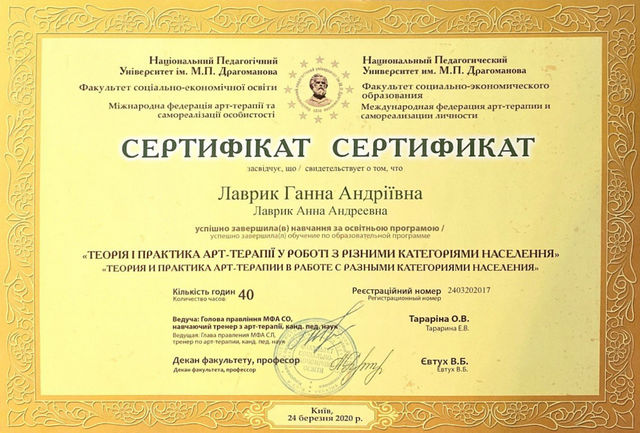 Національний Педагогічний
Університет ім. М.П. Драгоманова
Факультет соціально-економічної освіти
Міжнародна федерація арт-терапії та
самореалізації особистості
Национальный Педагогический
Университет им. М.П. Драгоманова
Факультет социально-экономического
образования
Международная федерация арт-терапии и
самореализации личности
СЕРТИФІКАТ СЕРТИФИКАТ
засвідчує, що / свидетельствует о том, что
Лаврик Ганна Андріївна
Лаврик Анна Андреевна
успішно завершила(в) навчання за освітньою програмою /
успешно завершила(л) обучение по образовательной программе
«ТЕОРІЯ І ПРАКТИКА АРТ-ТЕРАПІЇ У РОБОТІ З РІЗНИМИ КАТЕГОРІЯМИ НАСЕЛЕННЯ»
«ТЕОРИЯ И ПРАКТИКА АРТ-ТЕРАПИИ В РАБОТЕ С РАЗНЫМИ КАТЕГОРИЯМИ НАСЕЛЕНИЯ»
Кількість годин 40 Реєстраційний номер 2403202017
Количество часов Регистрационный номер
Ведуча: Голова правління МФА СО, Тараріна О.В.
навчаючий тренер з арт-терапії, канд. пед. наук Тарарина Е.В.
Ведущая: Глава правления МФА СЛ,
тренер по арт-терапии, канд. пед. наук
Декан факультету, професор Євтух В.Б.
Декан факультета, профессор Евтух В.Б.
Київ,
24 березня 2020 р.